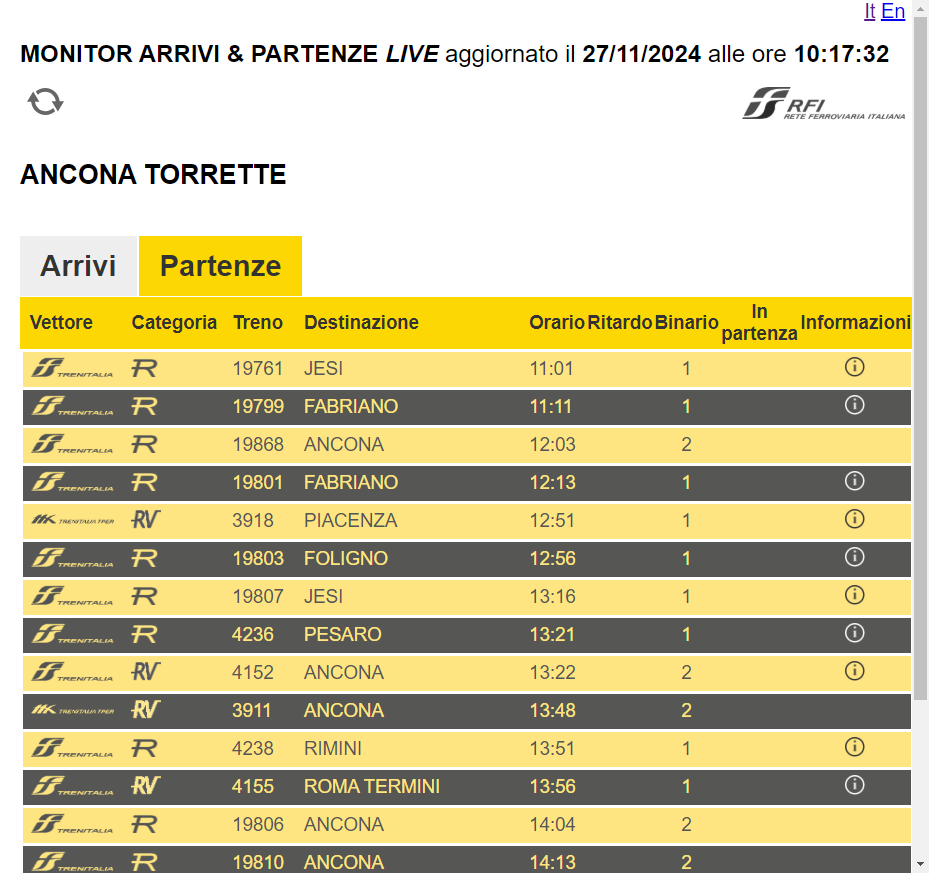 It En
MONITOR ARRIVI & PARTENZE LIVE aggiornato il 27/11/2024 alle ore 10:17:32
RFI
RETE FERROVIARIA ITALIANA
ANCONA TORRETTE
Arrivi Partenze
Vettore Categoria Treno Destinazione Orario Ritardo Binario In partenza Informazioni
TRENITALIA R 19761 JESI 11:01 1
TRENITALIA R 19799 FABRIANO 11:11 1
TRENITALIA R 19868 ANCONA 12:03 2
TRENITALIA R 19801 FABRIANO 12:13 1
TRENITALIA TPER RV 3918 PIACENZA 12:51 1
TRENITALIA R 19803 FOLIGNO 12:56 1
TRENITALIA R 19807 JESI 13:16 1
TRENITALIA R 4236 PESARO 13:21 1
TRENITALIA RV 4152 ANCONA 13:22 2
TRENITALIA TPER RV 3911 ANCONA 13:48 2
TRENITALIA R 4238 RIMINI 13:51 1
TRENITALIA RV 4155 ROMA TERMINI 13:56 1
TRENITALIA R 19806 ANCONA 14:04 2
TRENITALIA R 19810 ANCONA 14:13 2